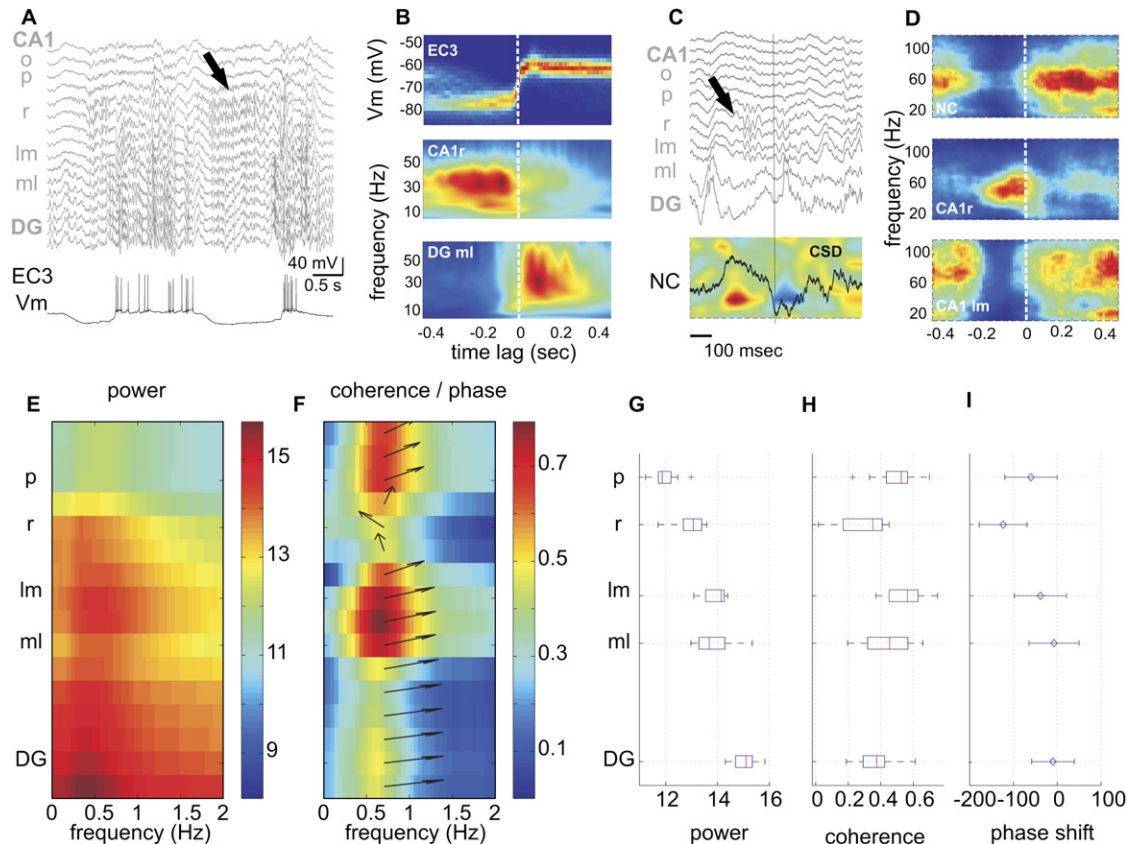 A
CA1
o
p
r
lm
ml
DG
40 mV
0.5 s
EC3
Vm
B
Vm (mV)
-50
-60
-70
-80
EC3
frequency (Hz)
50
30
10
CA1r
50
30
10
DG ml
-0.4 -0.2 0 0.2 0.4
time lag (sec)
C
CA1
o
p
r
lm
ml
DG
NC
CSD
100 msec
D
frequency (Hz)
100
60
20
NC
100
60
20
CA1r
100
60
20
CA1 lm
-0.4 -0.2 0 0.2 0.4
E
power
p
r
lm
ml
DG
0 0.5 1 1.5 2
frequency (Hz)
15
13
11
9
F
coherence / phase
0 0.5 1 1.5 2
frequency (Hz)
0.7
0.5
0.3
0.1
G
p
r
lm
ml
DG
12 14 16
power
H
0 0.2 0.4 0.8
coherence
I
-200 -100 0 100
phase shift